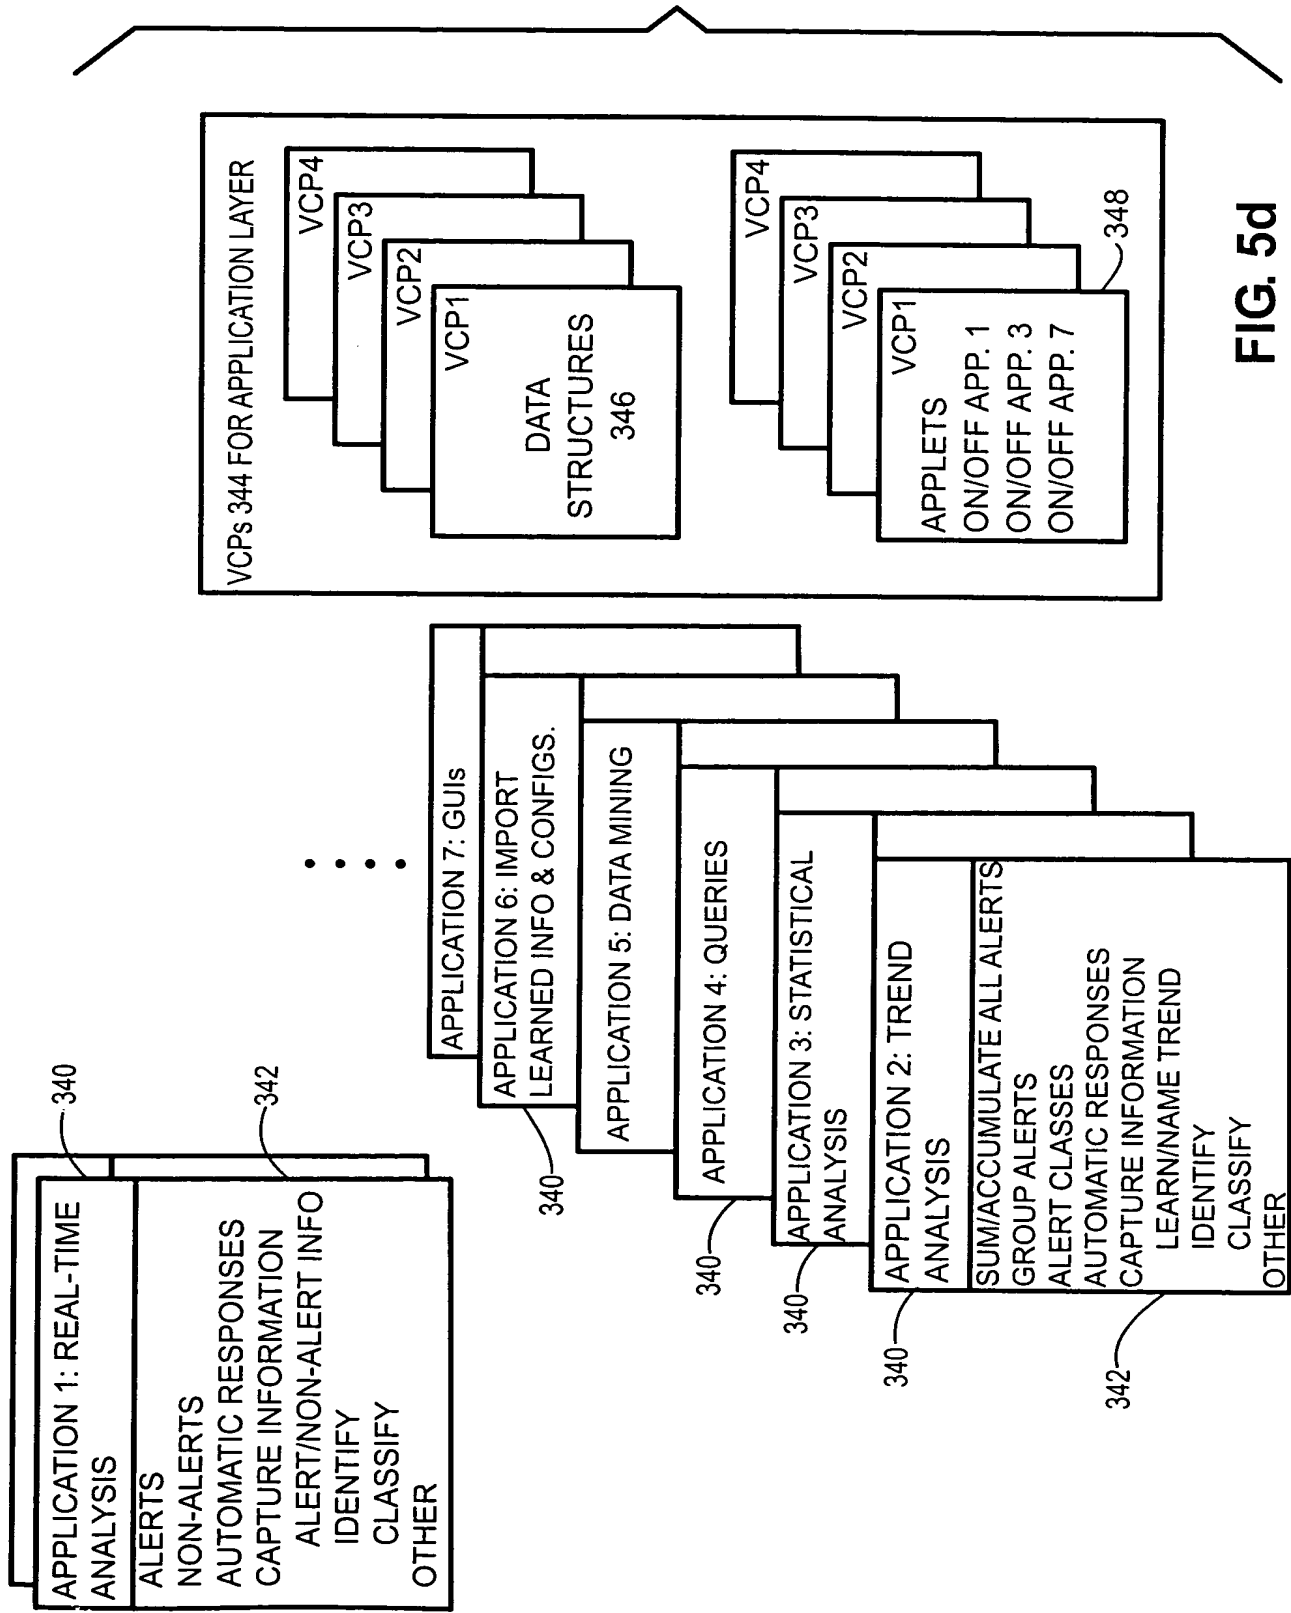 APPLICATION 1: REAL-TIME
ANALYSIS
340
ALERTS
NON-ALERTS
AUTOMATIC RESPONSES
CAPTURE INFORMATION
ALERT/NON-ALERT INFO
IDENTIFY
CLASSIFY
OTHER
342
APPLICATION 7: GUIs
APPLICATION 6: IMPORT
LEARNED INFO & CONFIGS.
340
APPLICATION 5: DATA MINING
APPLICATION 4: QUERIES
340
APPLICATION 3: STATISTICAL
ANALYSIS
340
APPLICATION 2: TREND
ANALYSIS
340
SUM/ACCUMULATE ALL ALERTS
GROUP ALERTS
ALERT CLASSES
AUTOMATIC RESPONSES
CAPTURE INFORMATION
LEARN/NAME TREND
IDENTIFY
CLASSIFY
OTHER
342
VCPs 344 FOR APPLICATION LAYER
VCP4
VCP3
VCP2
VCP1
DATA
STRUCTURES
346
VCP4
VCP3
VCP2
VCP1
APPLETS
ON/OFF APP. 1
ON/OFF APP. 3
ON/OFF APP. 7
348
FIG. 5d